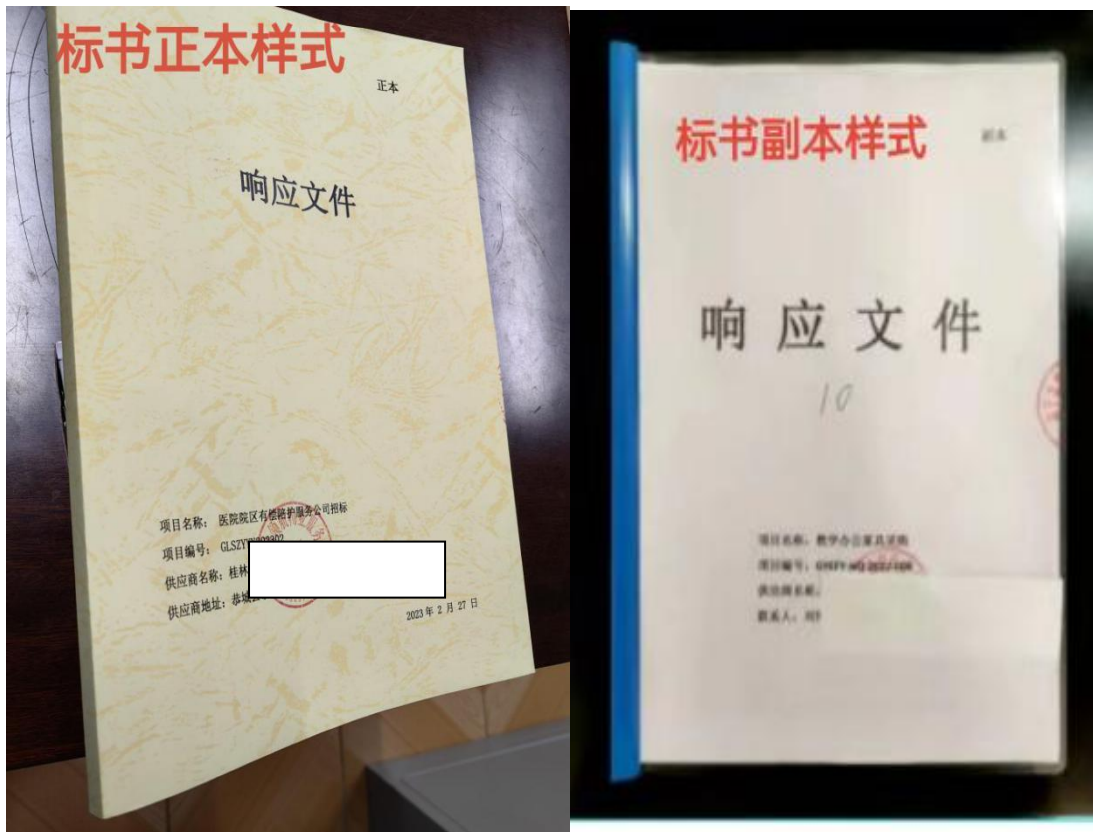 标书正本样式
正本
响应文件
项目名称：医院院区有偿陪护服务公司招标
项目编号：
供应商名称：桂林
供应商地址：恭城
2023 年 2 月 27 日
标书副本样式
副本
响应文件
10
项目名称：教学办公家具采购
项目编号：
供应商名称：
联系人：